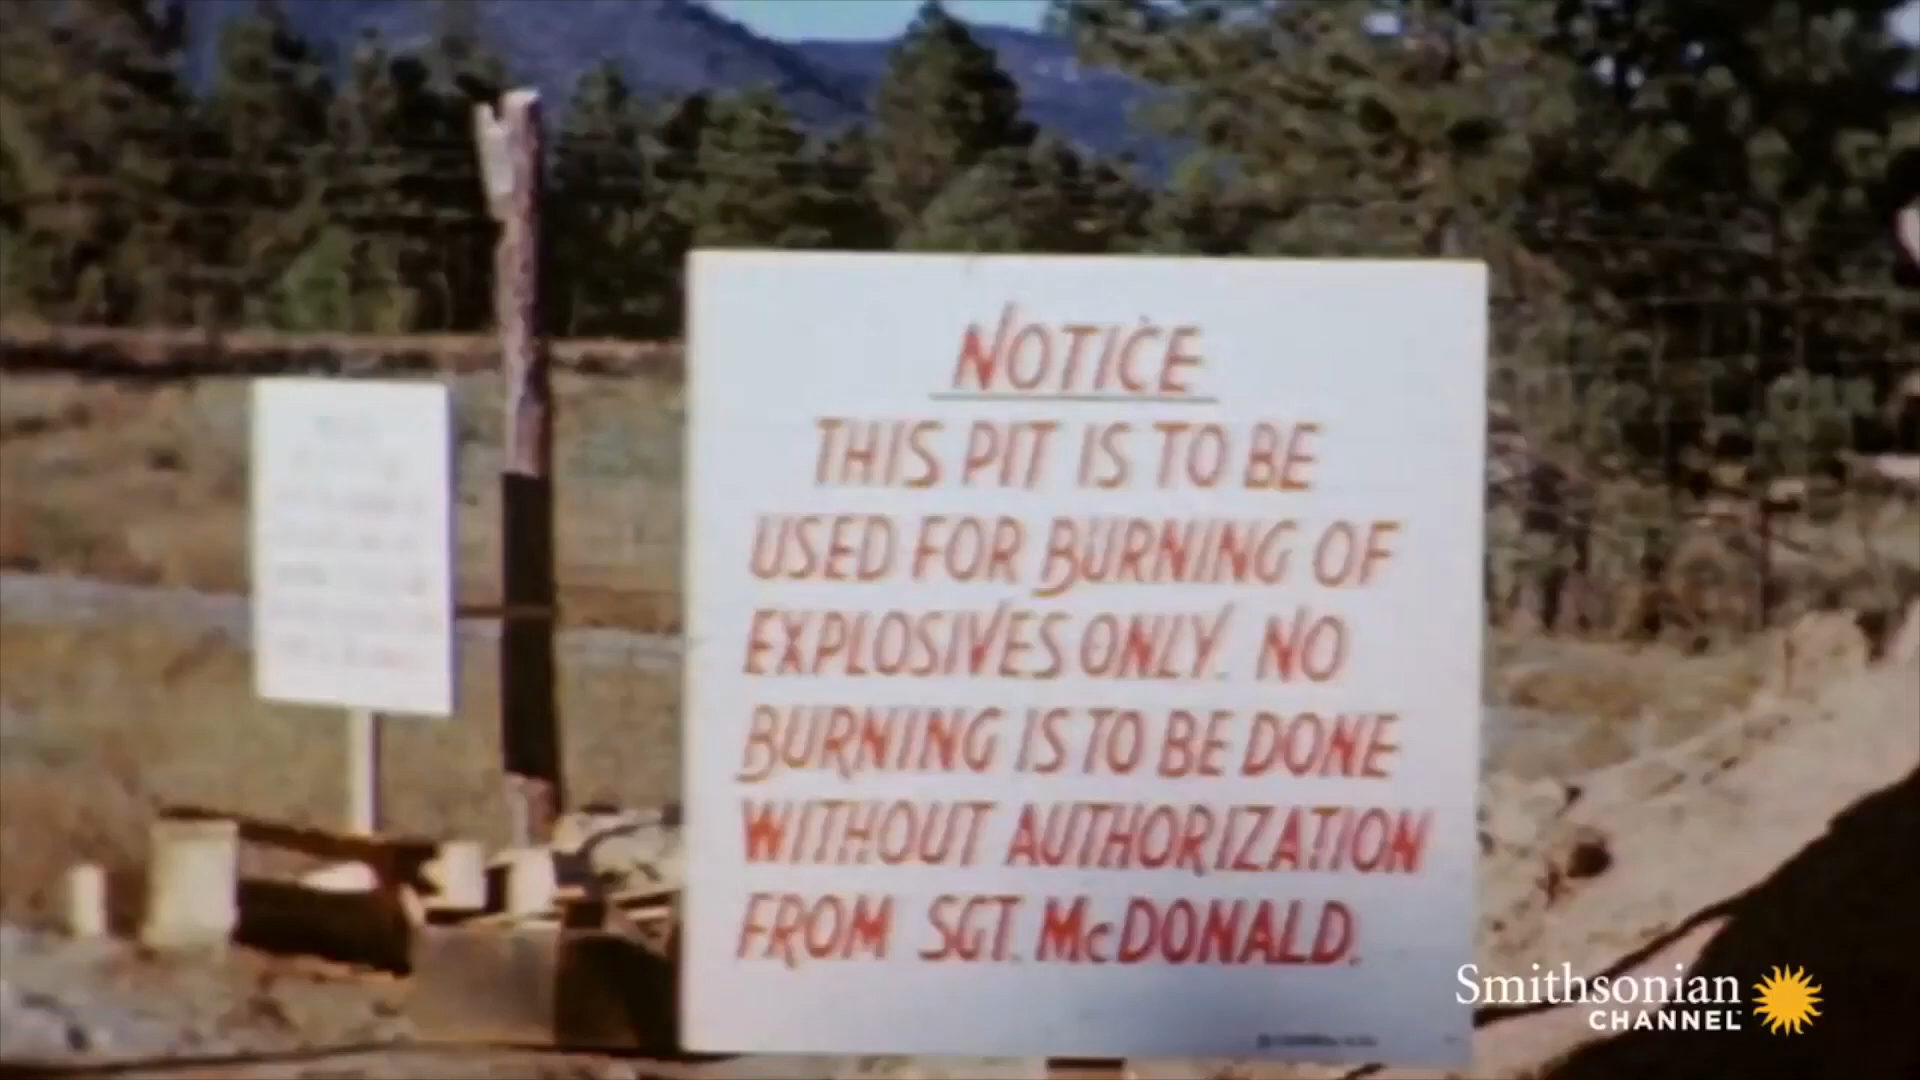 NOTICE
THIS PIT IS TO BE
USED FOR BURNING OF
EXPLOSIVES ONLY. NO
BURNING IS TO BE DONE
WITHOUT AUTHORIZATION
FROM SGT. McDONALD.
Smithsonian
CHANNEL